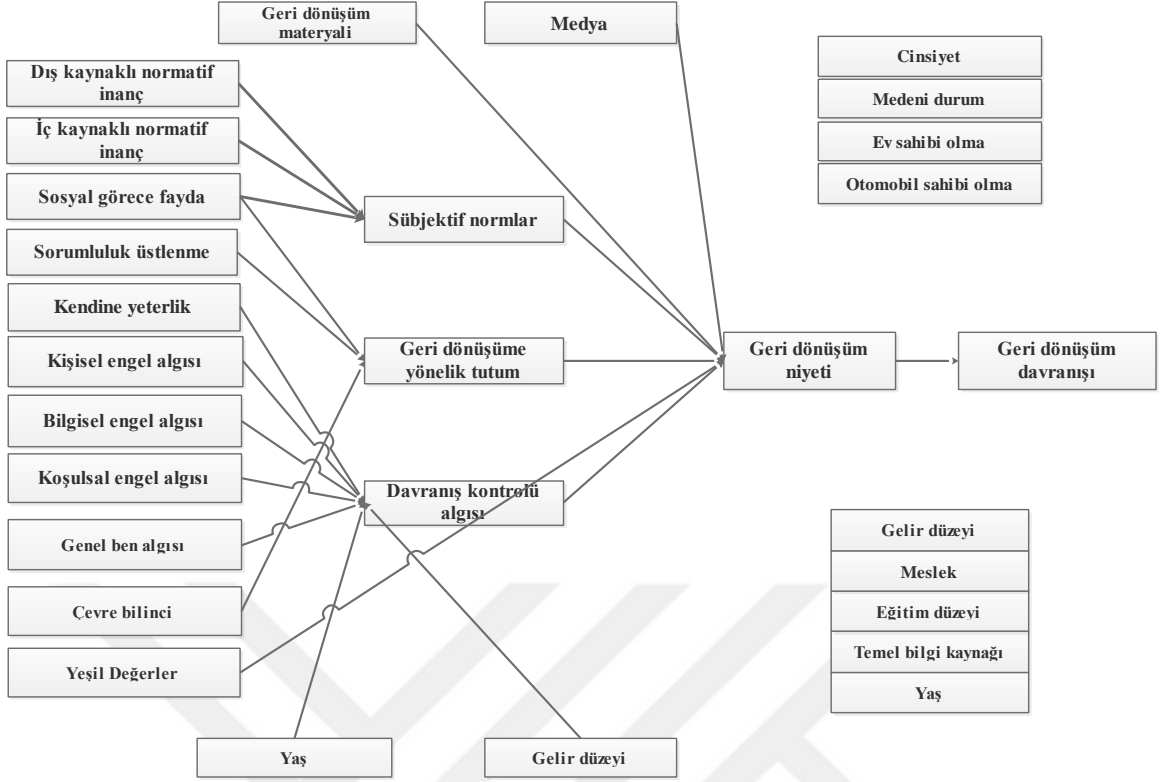 Geri dönüşüm
materyali
Medya
Cinsiyet
Medeni durum
Ev sahibi olma
Otomobil sahibi olma
Dış kaynaklı normatif
inanç
İç kaynaklı normatif
inanç
Sosyal görece fayda
Sorumluluk üstlenme
Kendine yeterlik
Kişisel engel algısı
Bilgisel engel algısı
Koşulsal engel algısı
Genel ben algısı
Çevre bilinci
Yeşil Değerler
Sübjektif normlar
Geri dönüşüme
yönelik tutum
Davranış kontrolü
algısı
Geri dönüşüm
niyeti
Geri dönüşüm
davranışı
Gelir düzeyi
Meslek
Eğitim düzeyi
Temel bilgi kaynağı
Yaş
Yaş
Gelir düzeyi